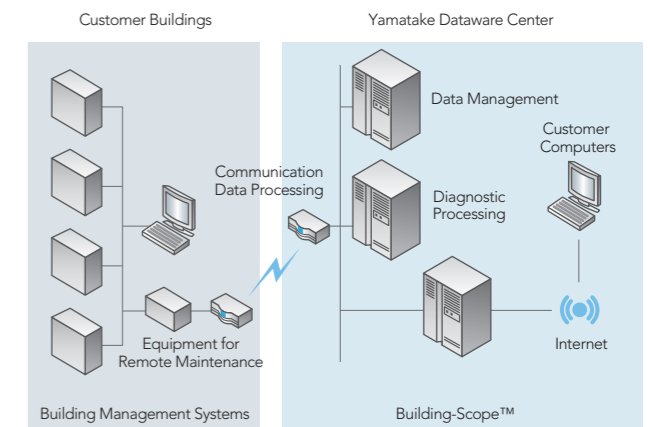 Customer Buildings
Yamatake Dataware Center
Data Management
Customer
Computers
Communication
Data Processing
Diagnostic
Processing
Equipment for
Remote Maintenance
Internet
Building Management Systems
Building-Scope™